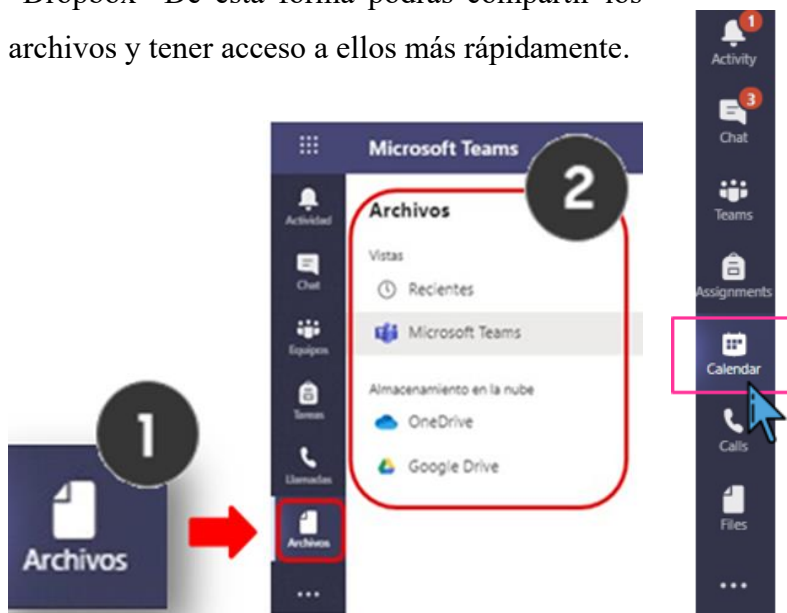 "Dropbox" De esta forma podrás compartir los
archivos y tener acceso a ellos más rápidamente.
1
Archivos
Microsoft Teams
2
Actividad
Chat
Equipos
Tareas
Llamadas
Archivos
Archivos
Vistas
Recientes
Microsoft Teams
Almacenamiento en la nube
OneDrive
Google Drive
1
Activity
3
Chat
Teams
Assignments
Calendar
Calls
Files